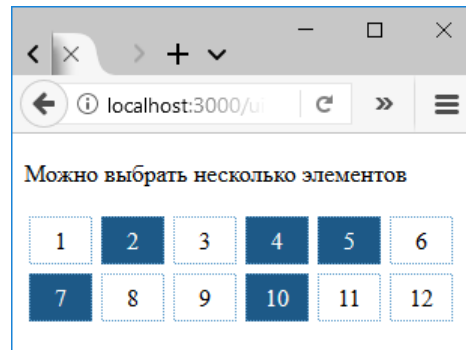 localhost:3000/u
Можно выбрать несколько элементов
1 2 3 4 5 6
7 8 9 10 11 12